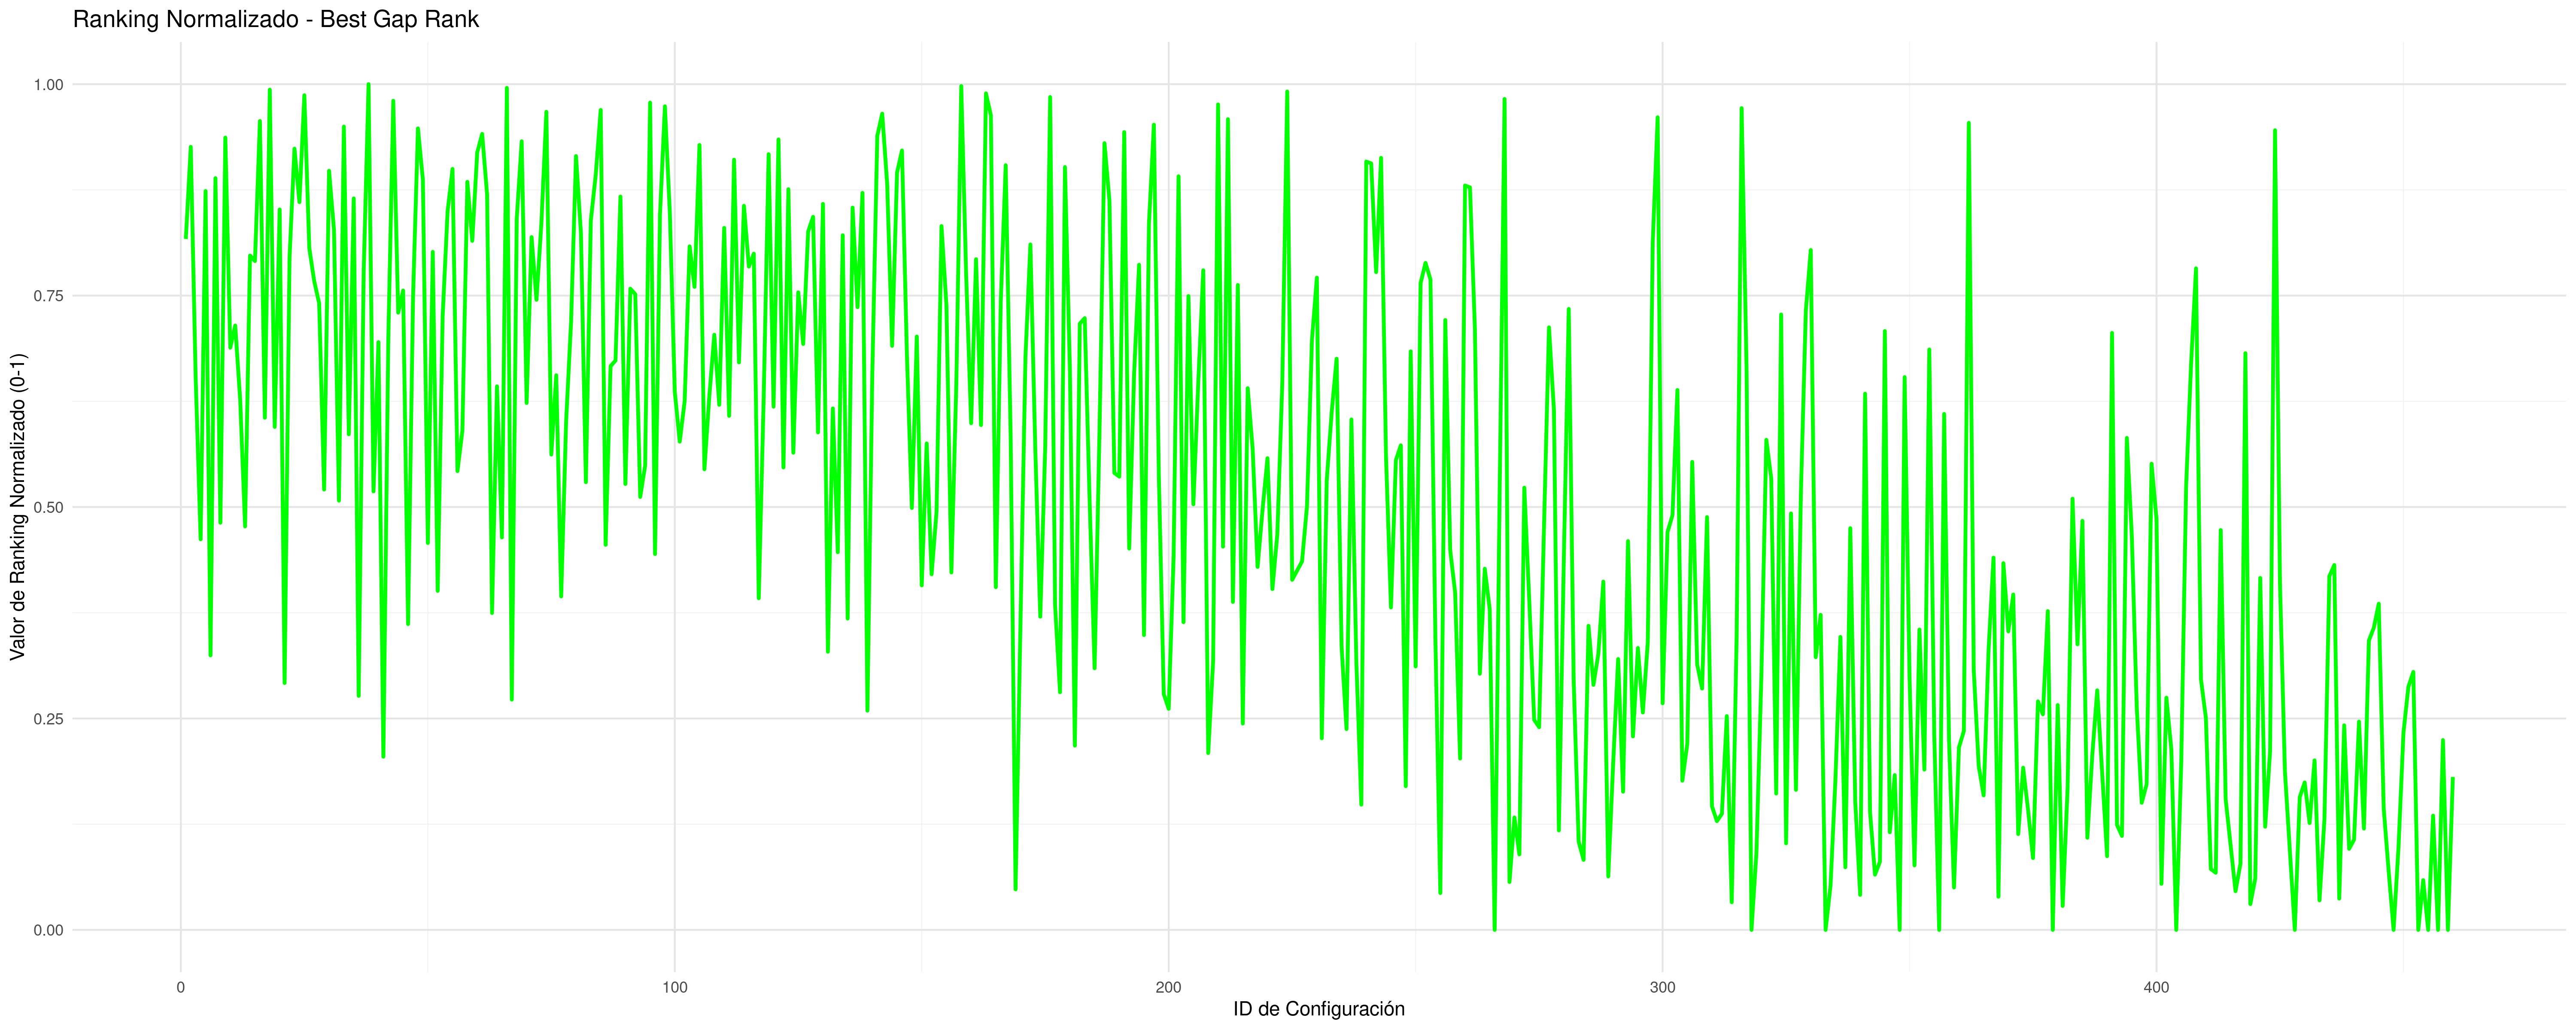 Ranking Normalizado - Best Gap Rank
Valor de Ranking Normalizado (0-1)
1.00
0.75
0.50
0.25
0.00
0 100 200 300 400
ID de Configuración